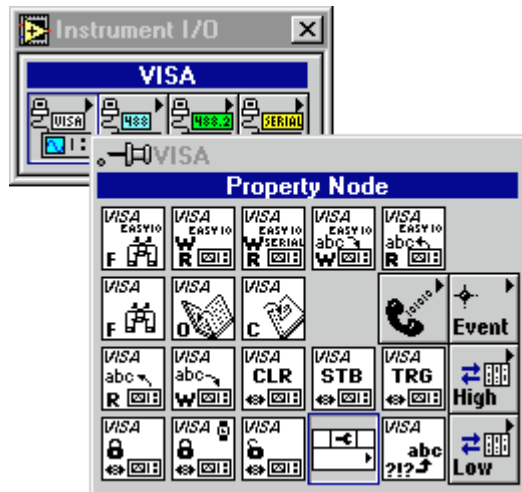 Instrument I/O
VISA
VISA 488 488.2 SERIAL
VISA
Property Node
VISA VISA VISA VISA VISA
EASY IO EASY IO EASY IO EASY IO EASY IO
W W SERIAL abc abc
F R R W R
VISA VISA VISA
F O C Event
VISA VISA VISA VISA VISA
abc abc CLR STB TRG
R W High
VISA VISA VISA VISA
abc
?!? Low